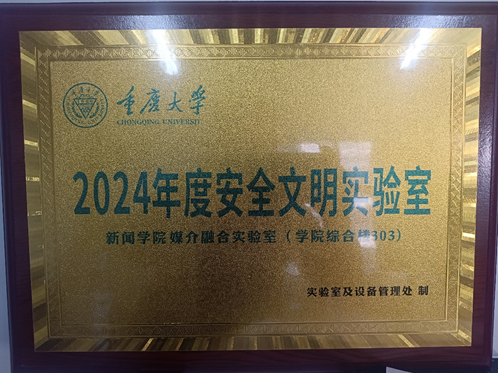 重庆大学
CHONGQING UNIVERSIT
2024年度安全文明实验室
新闻学院媒介融合实验室（学院综合楼303）
实验室及设备管理处 制